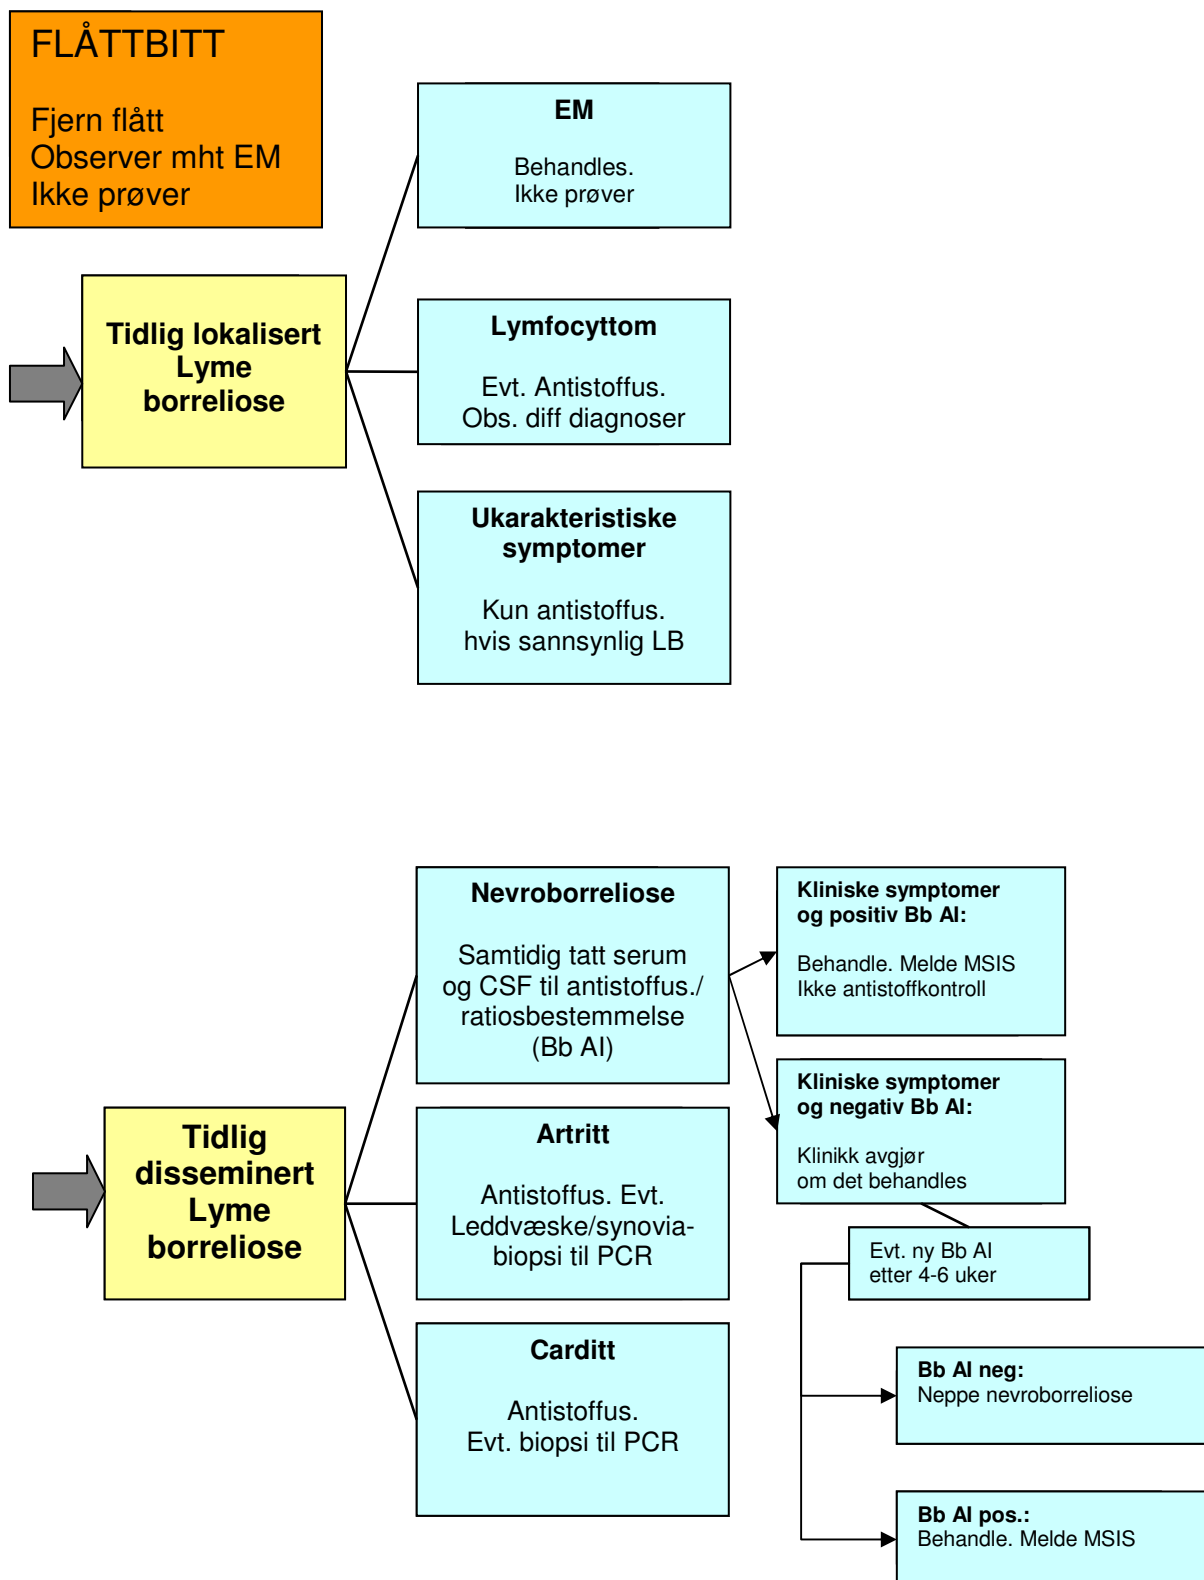 FLÅTTBITT
Fjern flått
Observer mht EM
Ikke prøver
EM
Behandles.
Ikke prøver
Tidlig lokalisert
Lyme
borreliose
Lymfocyttom
Evt. Antistoffus.
Obs. diff diagnoser
Ukarakteristiske
symptomer
Kun antistoffus.
hvis sannsynlig LB
Tidlig
disseminert
Lyme
borreliose
Nevroborreliose
Samtidig tatt serum
og CSF til antistoffus./
ratiosbestemmelse
(Bb AI)
Kliniske symptomer
og positiv Bb AI:
Behandle. Melde MSIS
Ikke antistoffkontroll
Kliniske symptomer
og negativ Bb AI:
Klinikk avgjør
om det behandles
Evt. ny Bb AI
etter 4-6 uker
Bb AI neg:
Neppe nevroborreliose
Bb AI pos.:
Behandle. Melde MSIS
Artritt
Antistoffus. Evt.
Leddvæske/synovia-
biopsi til PCR
Carditt
Antistoffus.
Evt. biopsi til PCR